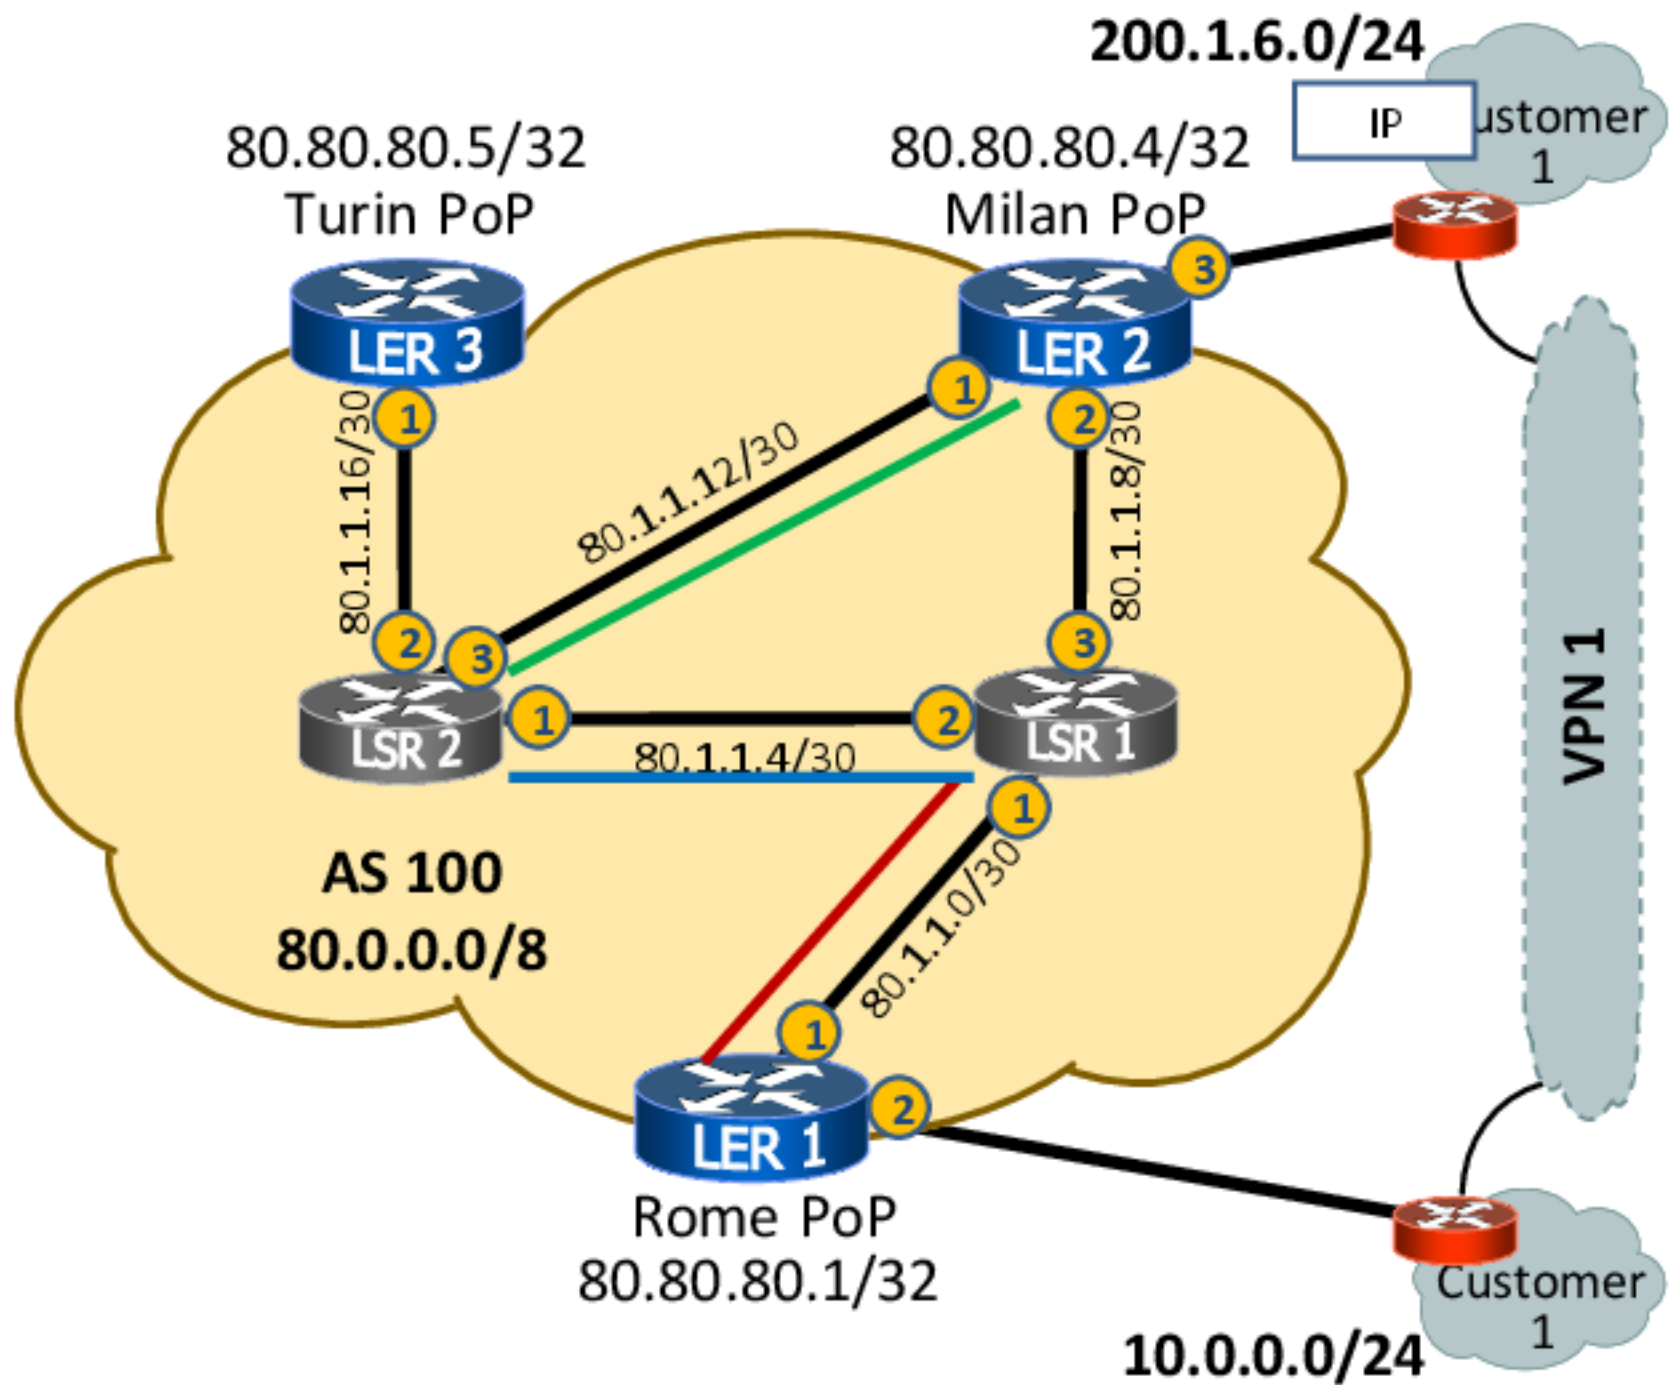 200.1.6.0/24
IP
ustomer
1
80.80.80.5/32
Turin PoP
80.80.80.4/32
Milan PoP
3
LER 3
LER 2
1
1
2
80.1.1.16/30
80.1.1.12/30
80.1.1.8/30
2
3
3
LSR 2
1
2
LSR 1
80.1.1.4/30
1
VPN 1
AS 100
80.0.0.0/8
80.1.1.0/30
1
2
LER 1
Rome PoP
80.80.80.1/32
Customer
1
10.0.0.0/24